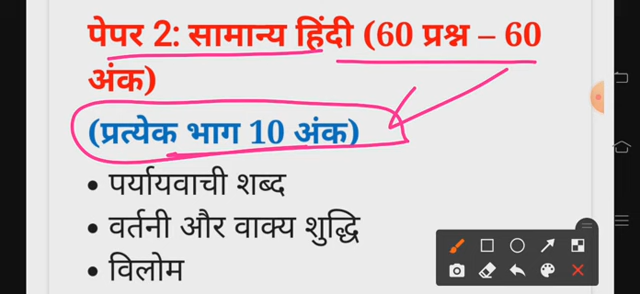 पेपर 2: सामान्य हिंदी (60 प्रश्न – 60
अंक)
(प्रत्येक भाग 10 अंक)
• पर्यायवाची शब्द
• वर्तनी और वाक्य शुद्धि
• विलोम